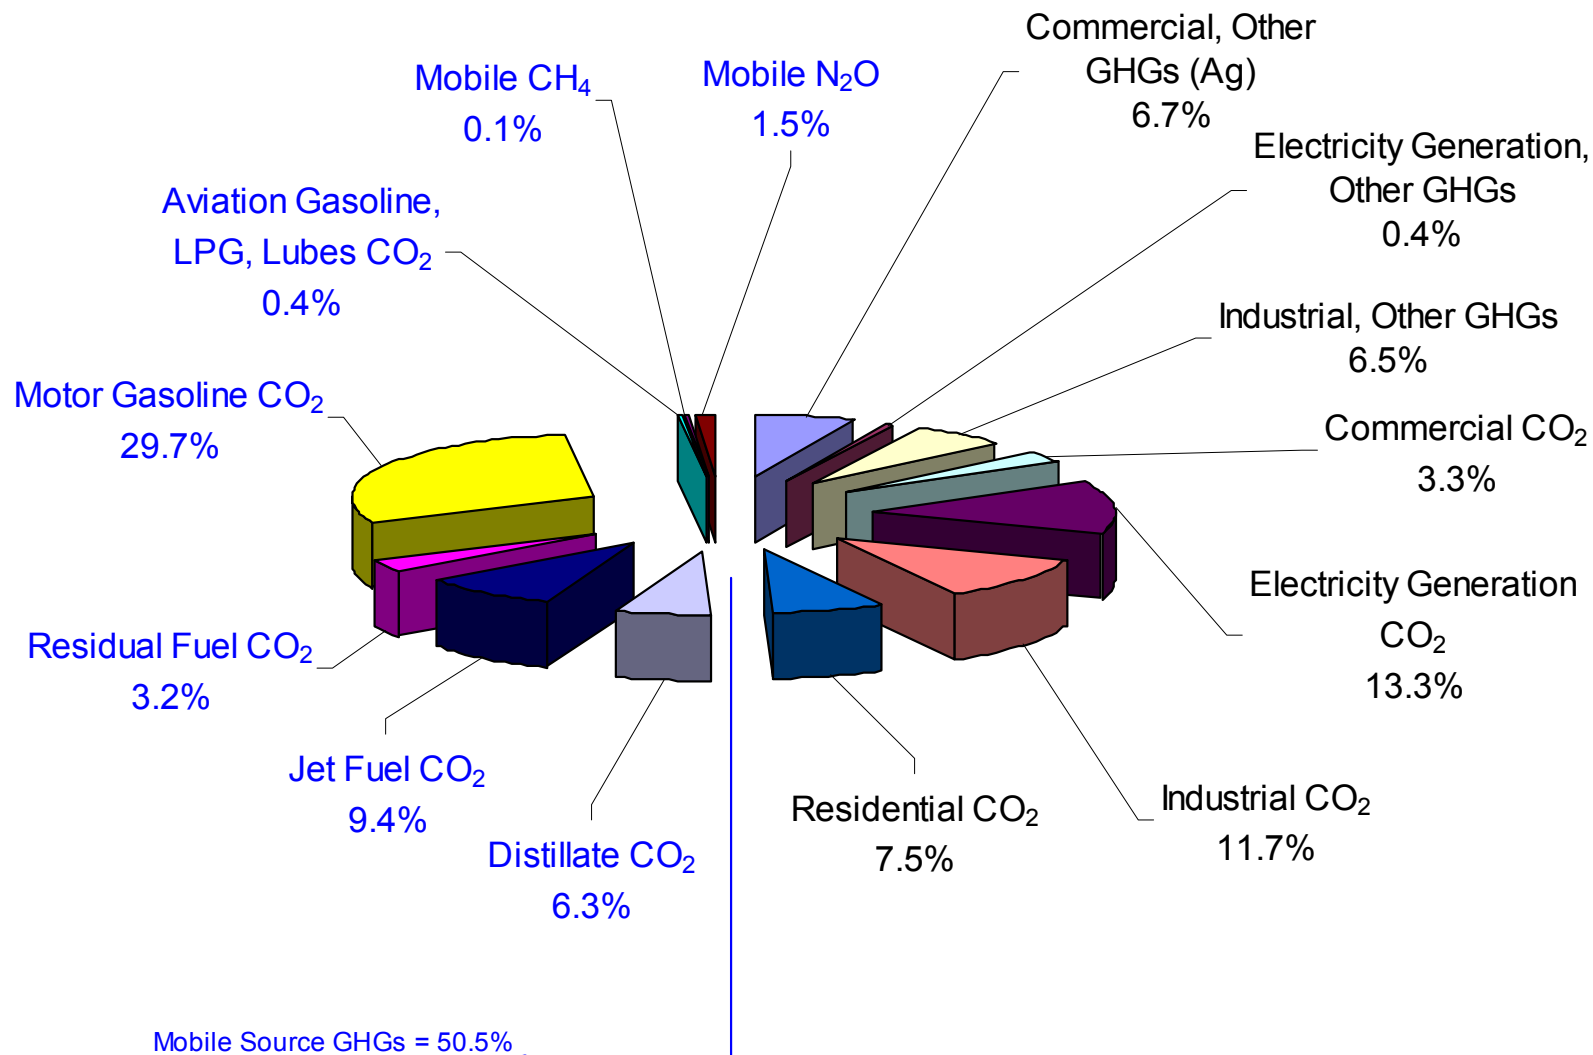 Commercial, Other
GHGs (Ag)
6.7%
Mobile CH₄
0.1%
Mobile N₂O
1.5%
Electricity Generation,
Other GHGs
0.4%
Aviation Gasoline,
LPG, Lubes CO₂
0.4%
Industrial, Other GHGs
6.5%
Motor Gasoline CO₂
29.7%
Commercial CO₂
3.3%
Electricity Generation
CO₂
13.3%
Residual Fuel CO₂
3.2%
Jet Fuel CO₂
9.4%
Residential CO₂
7.5%
Industrial CO₂
11.7%
Distillate CO₂
6.3%
Mobile Source GHGs = 50.5%